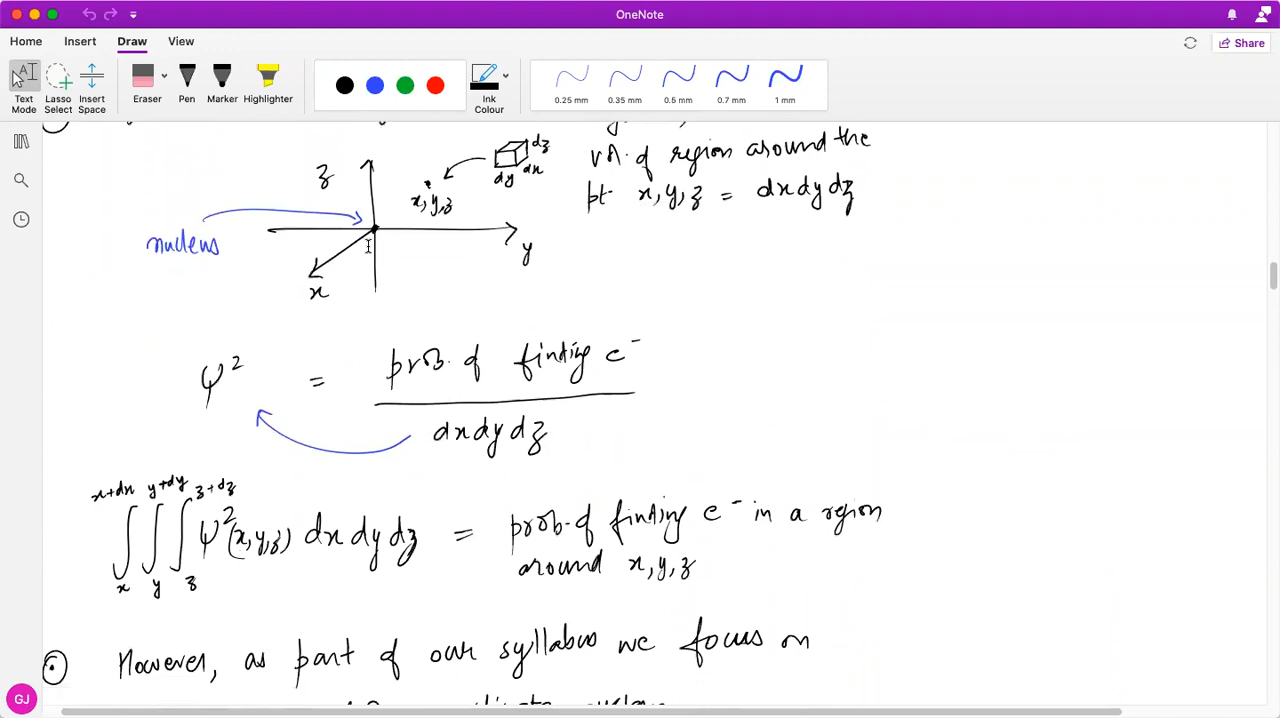 OneNote
Home Insert Draw View
Share
Text Mode
Lasso Select
Insert Space
Eraser
Pen
Marker
Highlighter
Ink Colour
0.25 mm
0.35 mm
0.5 mm
0.7 mm
1 mm
z
x, y, z
dy dx dz
vol. of region around the
pt x, y, z = dx dy dz
nucleus
y
x
ψ² = prob. of finding e⁻
dx dy dz
x+dx y+dy z+dz
∫ ∫ ∫ ψ²(x,y,z) dx dy dz = prob. of finding e⁻ in a region
x y z
around x, y, z
However, as part of our syllabus we focus on
GJ